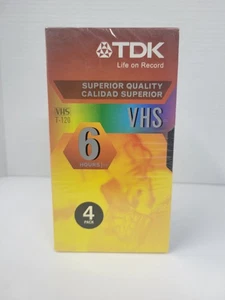 TDK
Life on Record
SUPERIOR QUALITY
CALIDAD SUPERIOR
VHS
VHS
T-120
6
4
PACK